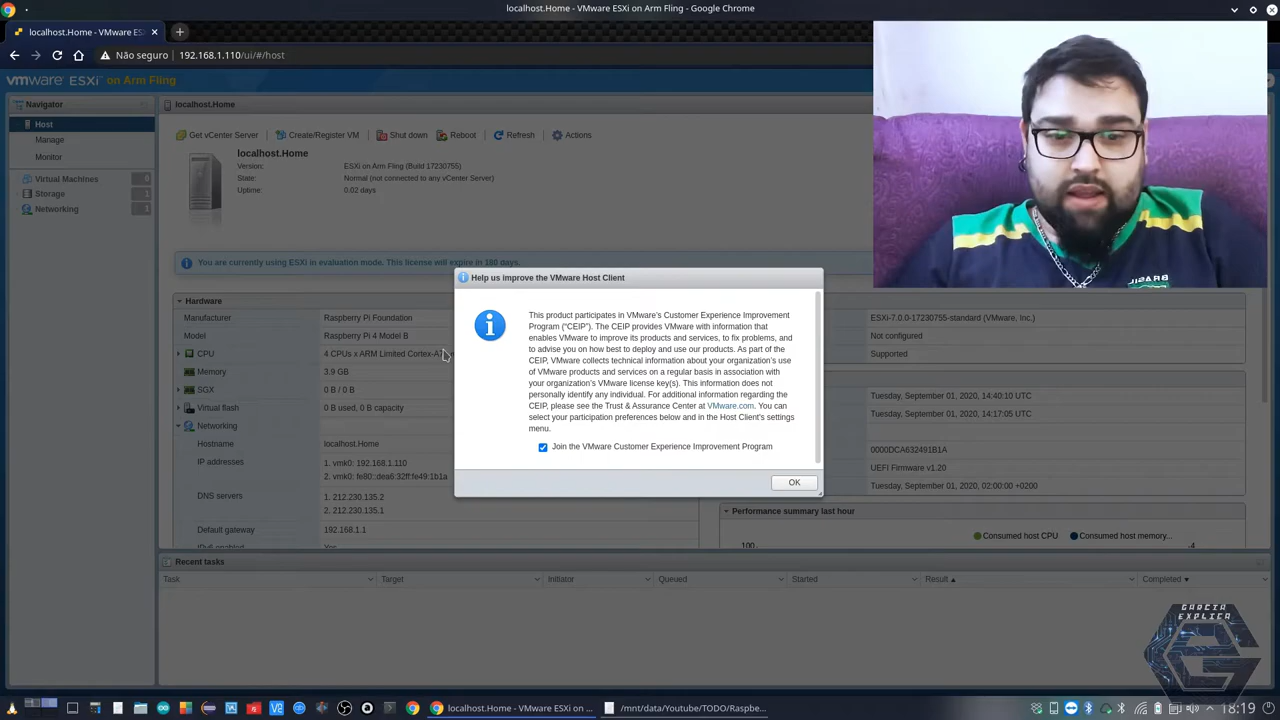 localhost.Home - VMware ESXi on Arm Fling - Google Chrome
localhost.Home - VMware ESXi
Não seguro 192.168.1.110/ui/#/host
vmware ESXi on Arm Fling
Navigator
localhost.Home
Host
Manage
Monitor
Virtual Machines 0
Storage 1
Networking 1
Get vCenter Server
Create/Register VM
Shut down
Reboot
Refresh
Actions
localhost.Home
Version: ESXi on Arm Fling (Build 17230755)
State: Normal (not connected to any vCenter Server)
Uptime: 0.02 days
BRASIL
You are currently using ESXi in evaluation mode. This license will expire in 180 days.
Help us improve the VMware Host Client
This product participates in VMware's Customer Experience Improvement
Program ("CEIP"). The CEIP provides VMware with information that
enables VMware to improve its products and services, to fix problems, and
to advise you on how best to deploy and use our products. As part of the
CEIP, VMware collects technical information about your organization's use
of VMware products and services on a regular basis in association with
your organization's VMware license key(s). This information does not
personally identify any individual. For additional information regarding the
CEIP, please see the Trust & Assurance Center at VMware.com. You can
select your participation preferences below and in the Host Client's settings
menu.
Join the VMware Customer Experience Improvement Program
OK
Hardware
Manufacturer Raspberry Pi Foundation
Model Raspberry Pi 4 Model B
CPU 4 CPUs x ARM Limited
Memory 3.9 GB
SGX 0 B / 0 B
Virtual flash 0 B used, 0 B capacity
Networking
Hostname localhost.Home
IP addresses 1. vmk0: 192.168.1.110
2. vmk0: fe80::dea6:32ff:fe49:1b1a
DNS servers 1. 212.230.135.2
2. 212.230.135.1
Default gateway 192.168.1.1
IPv6 enabled Yes
ESXi-7.0.0-17230755-standard (VMware, Inc.)
Not configured
Supported
Tuesday, September 01, 2020, 14:40:10 UTC
Tuesday, September 01, 2020, 14:17:05 UTC
0000DCA632491B1A
UEFI Firmware v1.20
Tuesday, September 01, 2020, 02:00:00 +0200
Performance summary last hour
Consumed host CPU
Consumed host memory...
100
4
Recent tasks
Task Target Initiator Queued Started Result Completed
GARCIA
EXPLICA
localhost.Home - VMware ESXi on ...
/mnt/data/Youtube/TODO/Raspbe...
18:19